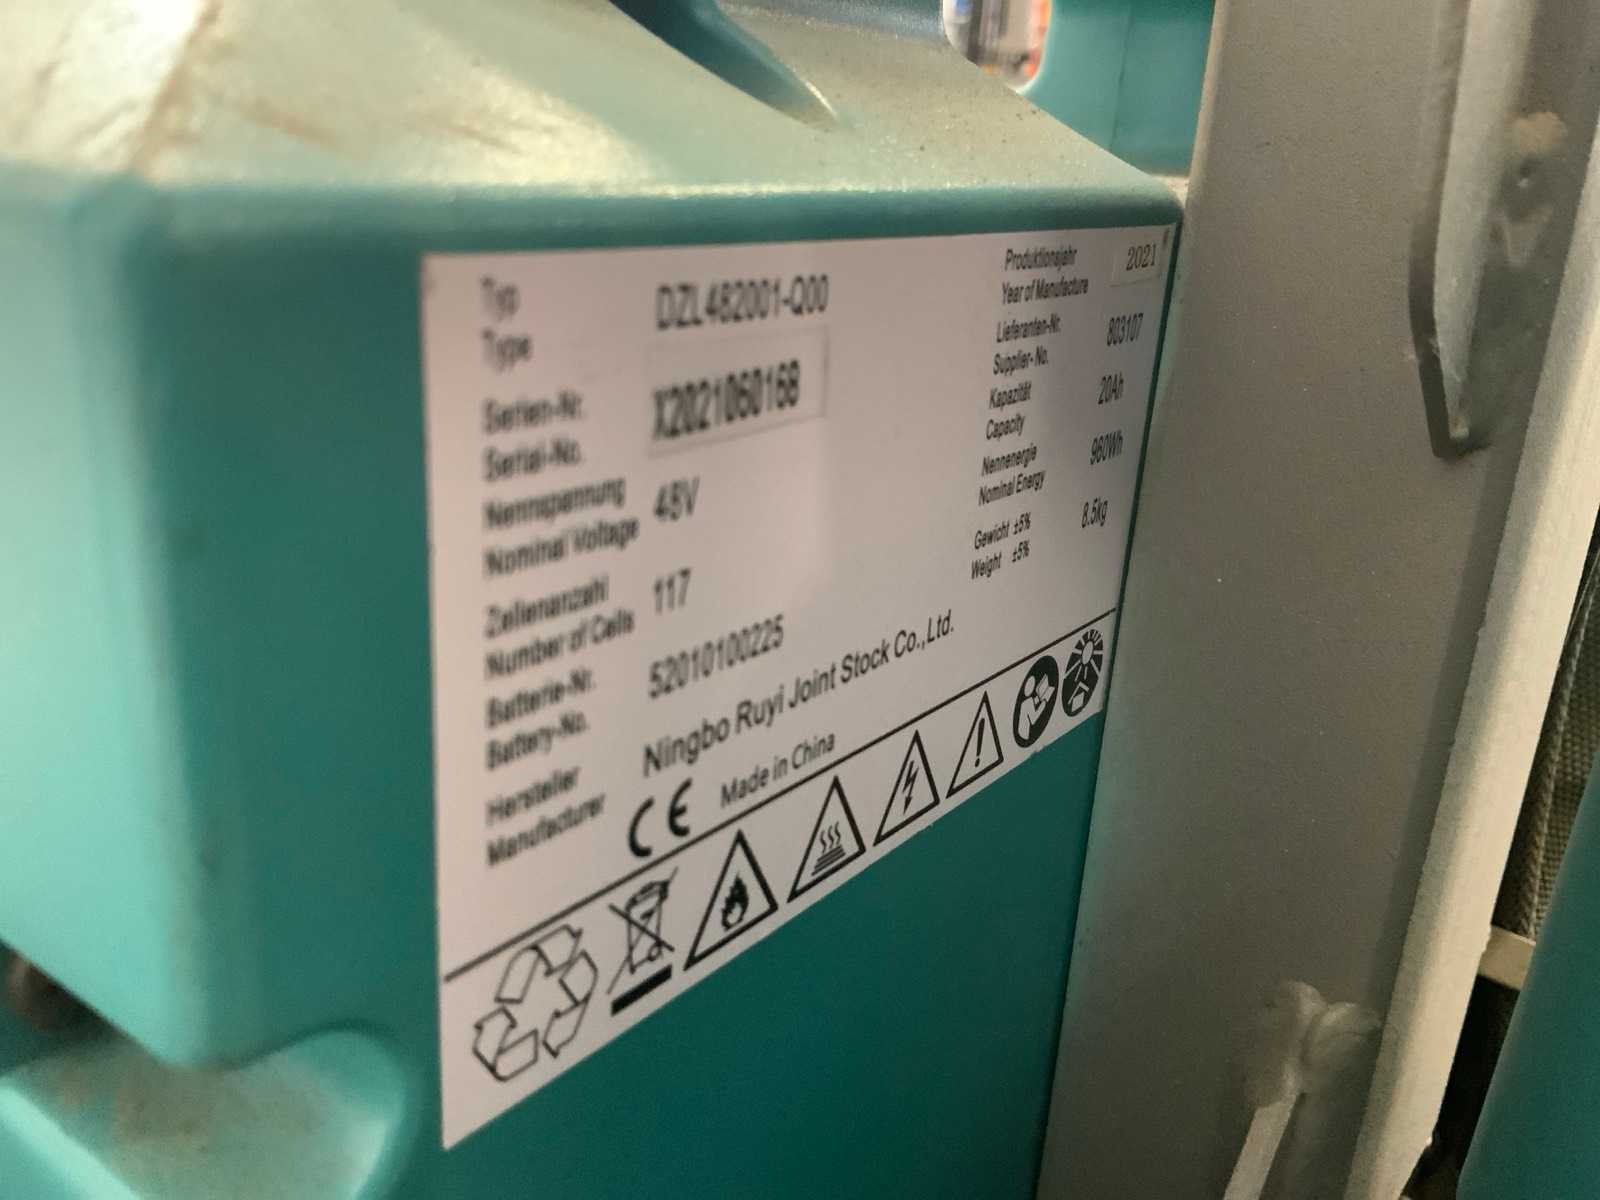 Typ DZL482001-Q00
Type
Serien-Nr. X2021060168
Serial-No.
Nennspannung 48V
Nominal Voltage
Zellenanzahl 117
Number of Cells
Batterie-Nr. 52010100225
Battery-No.
Hersteller Ningbo Ruyi Joint Stock Co.,Ltd.
Manufacturer
CE Made in China
Produktionsjahr 2021
Year of Manufacture
Lieferanten-Nr. 803107
Supplier-No.
Kapazität 20Ah
Capacity
Nennenergie 960Wh
Nominal Energy
Gewicht ±5% 8.5kg
Weight ±5%